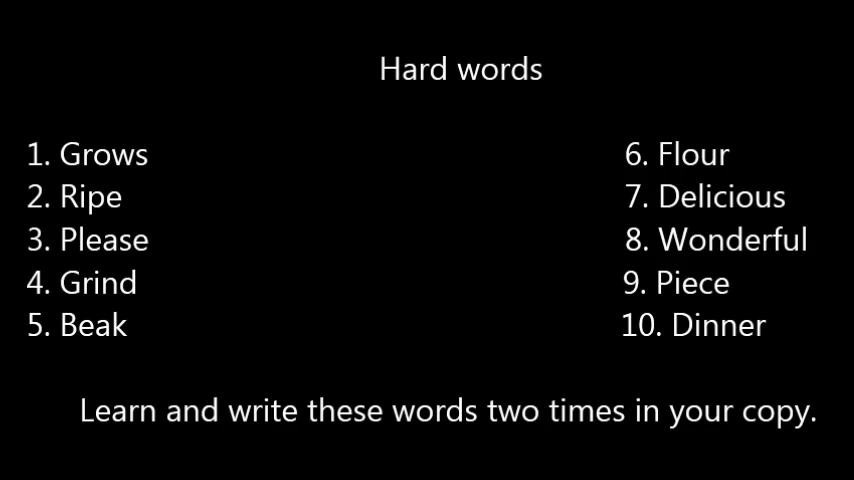 Hard words
1. Grows
2. Ripe
3. Please
4. Grind
5. Beak
6. Flour
7. Delicious
8. Wonderful
9. Piece
10. Dinner
Learn and write these words two times in your copy.